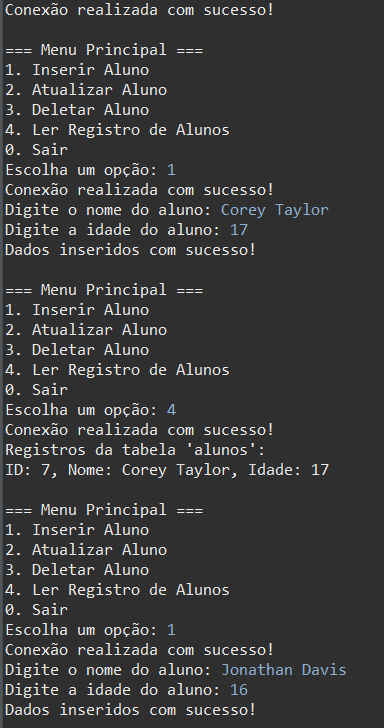 Conexão realizada com sucesso!
=== Menu Principal ===
1. Inserir Aluno
2. Atualizar Aluno
3. Deletar Aluno
4. Ler Registro de Alunos
0. Sair
Escolha um opção: 1
Conexão realizada com sucesso!
Digite o nome do aluno: Corey Taylor
Digite a idade do aluno: 17
Dados inseridos com sucesso!
=== Menu Principal ===
1. Inserir Aluno
2. Atualizar Aluno
3. Deletar Aluno
4. Ler Registro de Alunos
0. Sair
Escolha um opção: 4
Conexão realizada com sucesso!
Registros da tabela 'alunos':
ID: 7, Nome: Corey Taylor, Idade: 17
=== Menu Principal ===
1. Inserir Aluno
2. Atualizar Aluno
3. Deletar Aluno
4. Ler Registro de Alunos
0. Sair
Escolha um opção: 1
Conexão realizada com sucesso!
Digite o nome do aluno: Jonathan Davis
Digite a idade do aluno: 16
Dados inseridos com sucesso!